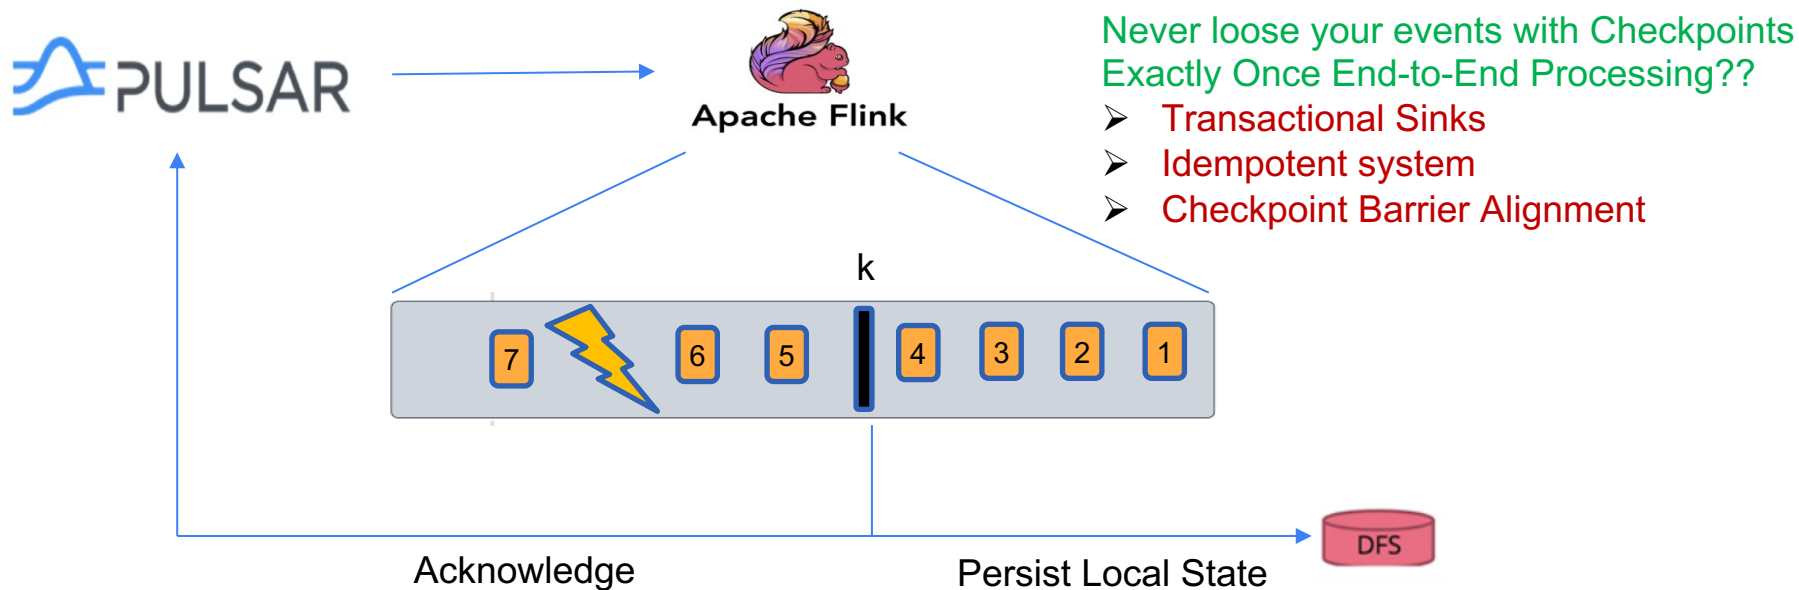 PULSAR
Apache Flink
Never loose your events with Checkpoints
Exactly Once End-to-End Processing??
➢ Transactional Sinks
➢ Idempotent system
➢ Checkpoint Barrier Alignment
k
7 6 5 4 3 2 1
DFS
Acknowledge
Persist Local State